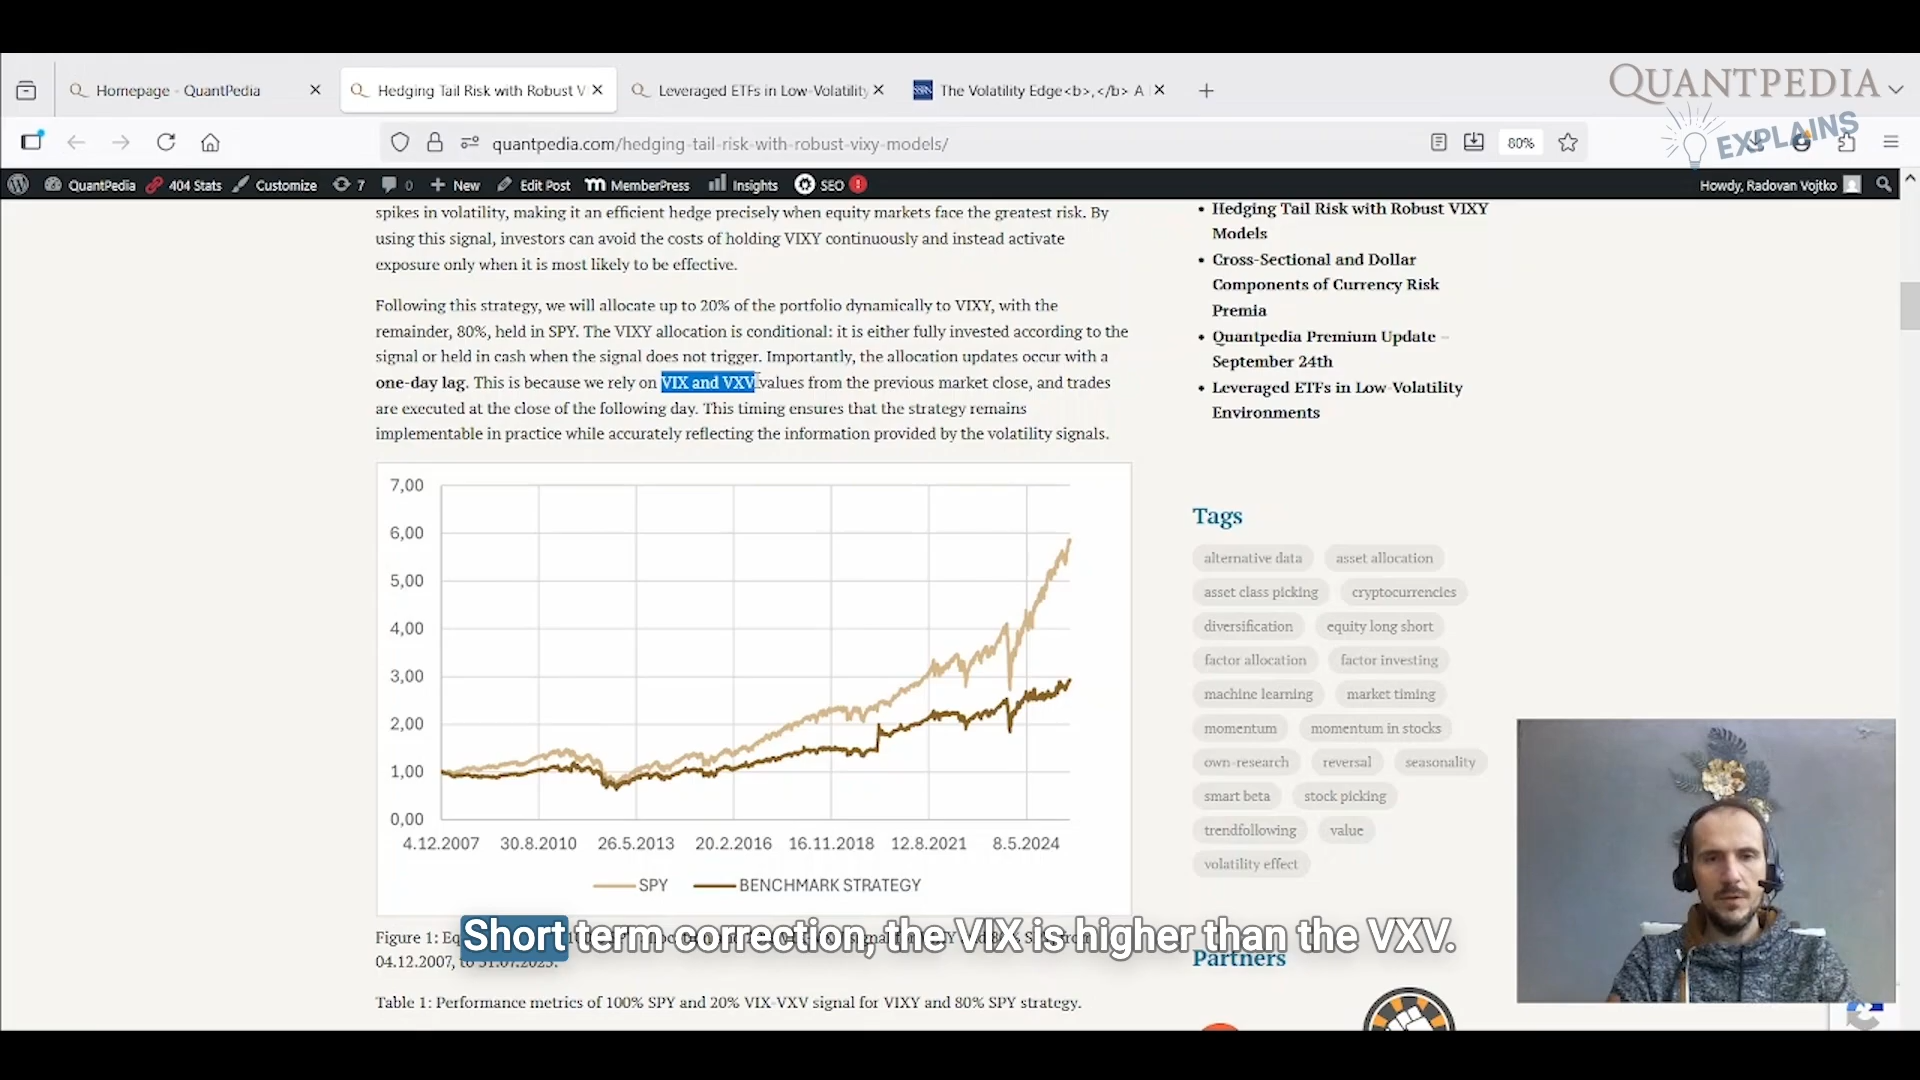 QUANTPEDIA
EXPLAINS
Homepage - QuantPedia
Hedging Tail Risk with Robust V
Leveraged ETFs in Low-Volatility
The Volatility Edge<b>,</b> A
quantpedia.com/hedging-tail-risk-with-robust-vixy-models/
80%
QuantPedia 404 Stats Customize 7 0 New Edit Post MemberPress Insights SEO ! Howdy, Radovan Vojtko
spikes in volatility, making it an efficient hedge precisely when equity markets face the greatest risk. By
using this signal, investors can avoid the costs of holding VIXY continuously and instead activate
exposure only when it is most likely to be effective.
Following this strategy, we will allocate up to 20% of the portfolio dynamically to VIXY, with the
remainder, 80%, held in SPY. The VIXY allocation is conditional: it is either fully invested according to the
signal or held in cash when the signal does not trigger. Importantly, the allocation updates occur with a
one-day lag. This is because we rely on VIX and VXV values from the previous market close, and trades
are executed at the close of the following day. This timing ensures that the strategy remains
implementable in practice while accurately reflecting the information provided by the volatility signals.
7,00
6,00
5,00
4,00
3,00
2,00
1,00
0,00
4.12.2007 30.8.2010 26.5.2013 20.2.2016 16.11.2018 12.8.2021 8.5.2024
SPY BENCHMARK STRATEGY
Short term correction, the VIX is higher than the VXV.
Figure 1:
04.12.2007,
Table 1: Performance metrics of 100% SPY and 20% VIX-VXV signal for VIXY and 80% SPY strategy.
Hedging Tail Risk with Robust VIXY
Models
Cross-Sectional and Dollar
Components of Currency Risk
Premia
Quantpedia Premium Update –
September 24th
Leveraged ETFs in Low-Volatility
Environments
Tags
alternative data asset allocation
asset class picking cryptocurrencies
diversification equity long short
factor allocation factor investing
machine learning market timing
momentum momentum in stocks
own-research reversal seasonality
smart beta stock picking
trendfollowing value
volatility effect
Partners